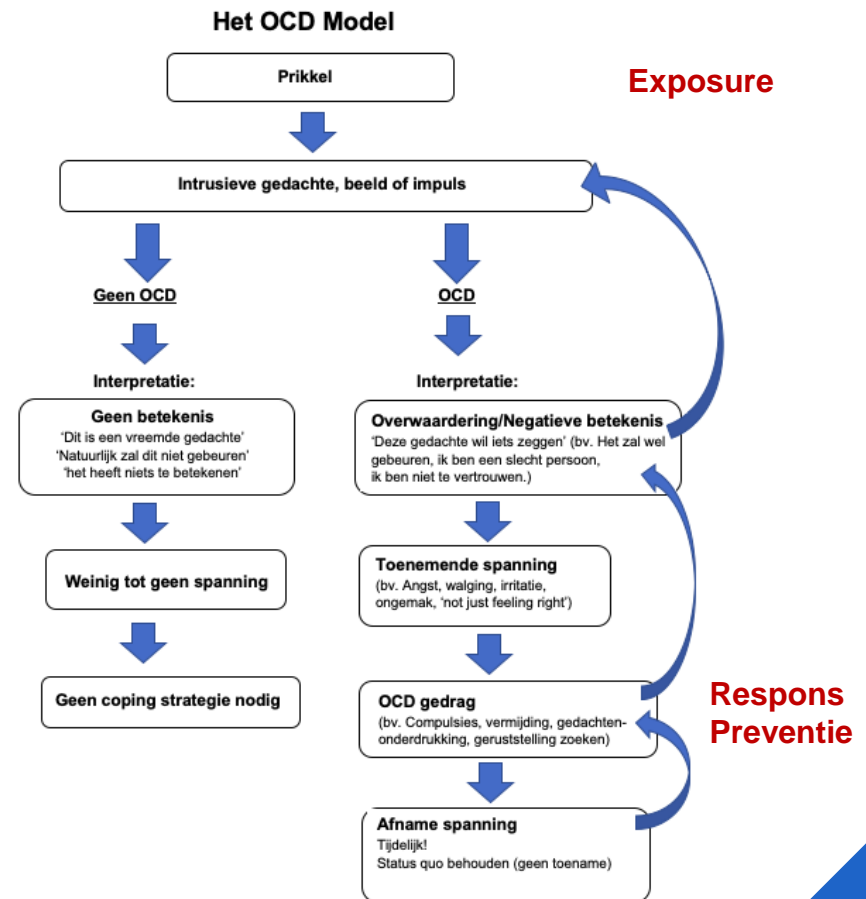 Het OCD Model
Prikkel
Exposure
Intrusieve gedachte, beeld of impuls
Geen OCD
OCD
Interpretatie:
Interpretatie:
Geen betekenis
'Dit is een vreemde gedachte'
'Natuurlijk zal dit niet gebeuren'
'het heeft niets te betekenen'
Overwaardering/Negatieve betekenis
'Deze gedachte wil iets zeggen' (bv. Het zal wel
gebeuren, ik ben een slecht persoon,
ik ben niet te vertrouwen.)
Weinig tot geen spanning
Toenemende spanning
(bv. Angst, walging, irritatie,
ongemak, 'not just feeling right')
Geen coping strategie nodig
OCD gedrag
(bv. Compulsies, vermijding, gedachten-
onderdrukking, geruststelling zoeken)
Respons
Preventie
Afname spanning
Tijdelijk!
Status quo behouden (geen toename)